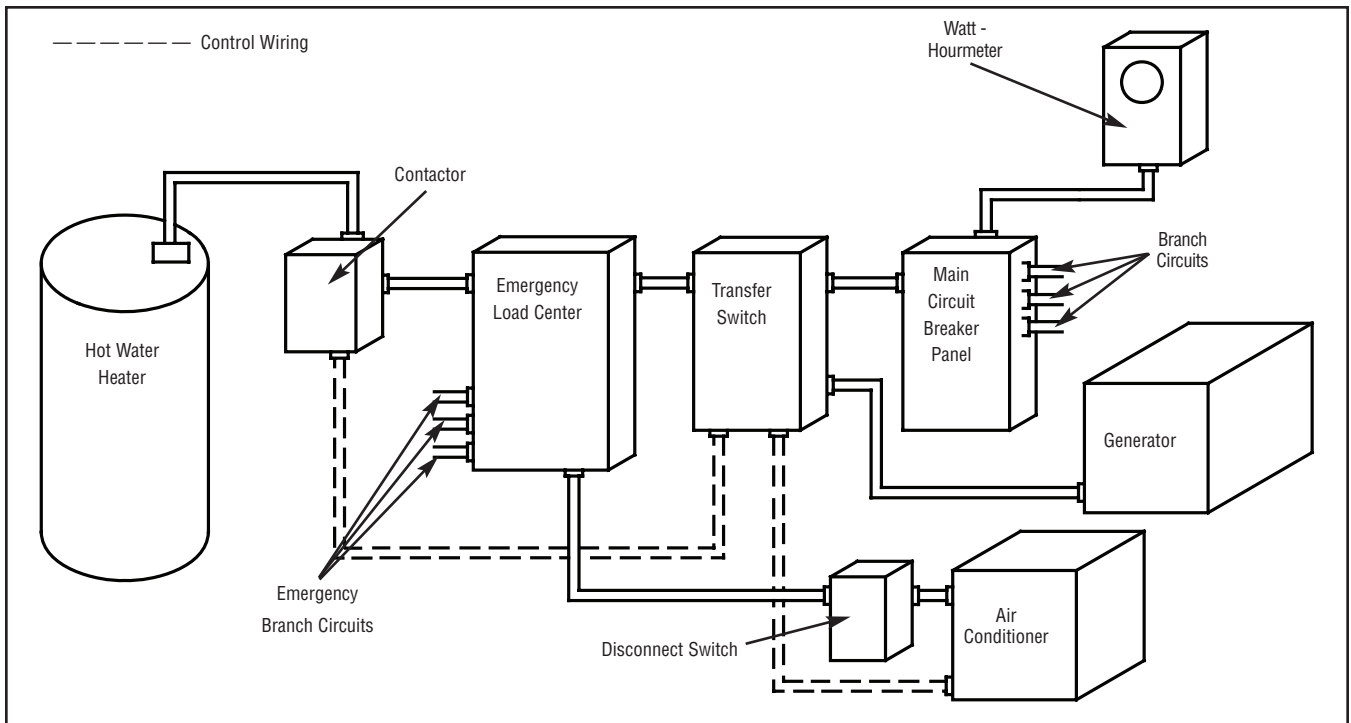 Control Wiring
Watt -
Hourmeter
Contactor
Branch
Circuits
Emergency
Load Center
Transfer
Switch
Main
Circuit
Breaker
Panel
Hot Water
Heater
Generator
Emergency
Branch Circuits
Disconnect Switch
Air
Conditioner